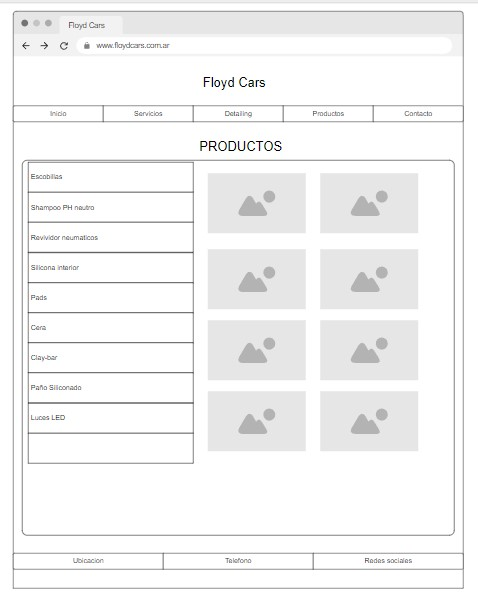 Floyd Cars
www.floydcars.com.ar
Floyd Cars
Inicio Servicios Detailing Productos Contacto
PRODUCTOS
Escobillas
Shampoo PH neutro
Revividor neumaticos
Silicona interior
Pads
Cera
Clay-bar
Paño Siliconado
Luces LED
Ubicacion Telefono Redes sociales